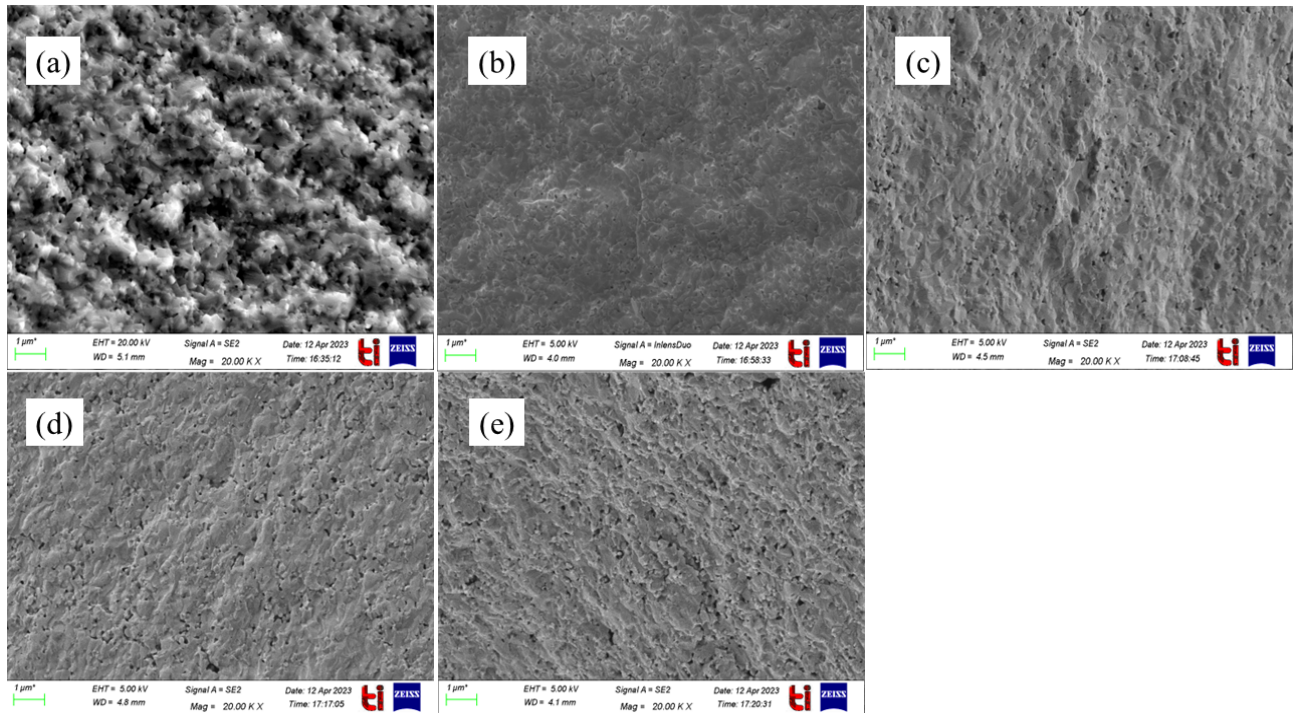 (a)
1 µm*
EHT = 20.00 kV
WD = 5.1 mm
Signal A = SE2
Mag = 20.00 K X
Date: 12 Apr 2023
Time: 16:35:12
ti
ZEISS
(b)
1 µm*
EHT = 5.00 kV
WD = 4.0 mm
Signal A = InlensDuo
Mag = 20.00 K X
Date: 12 Apr 2023
Time: 16:58:33
ti
ZEISS
(c)
1 µm*
EHT = 5.00 kV
WD = 4.5 mm
Signal A = SE2
Mag = 20.00 K X
Date: 12 Apr 2023
Time: 17:08:45
ti
ZEISS
(d)
1 µm*
EHT = 5.00 kV
WD = 4.8 mm
Signal A = SE2
Mag = 20.00 K X
Date: 12 Apr 2023
Time: 17:17:05
ti
ZEISS
(e)
1 µm*
EHT = 5.00 kV
WD = 4.1 mm
Signal A = SE2
Mag = 20.00 K X
Date: 12 Apr 2023
Time: 17:20:31
ti
ZEISS